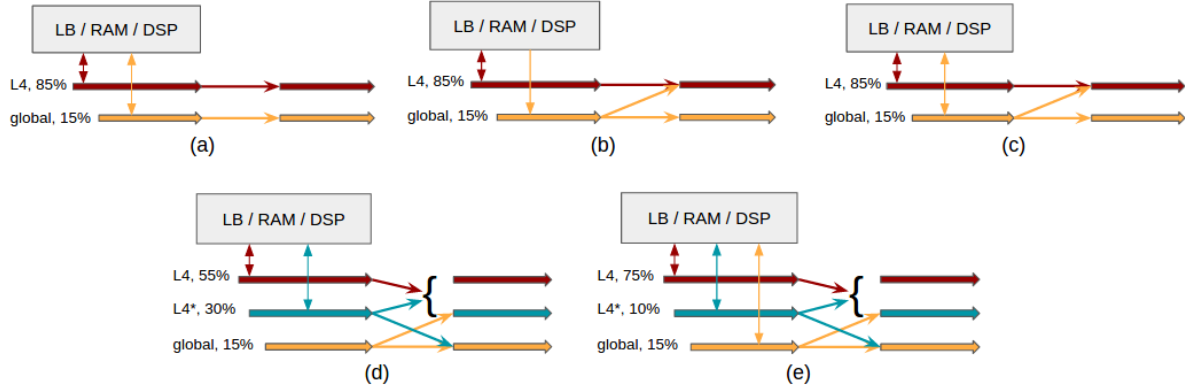 LB / RAM / DSP
L4, 85%
global, 15%
(a)
LB / RAM / DSP
L4, 85%
global, 15%
(b)
LB / RAM / DSP
L4, 85%
global, 15%
(c)
LB / RAM / DSP
L4, 55%
L4*, 30%
{
global, 15%
(d)
LB / RAM / DSP
L4, 75%
L4*, 10%
{
global, 15%
(e)